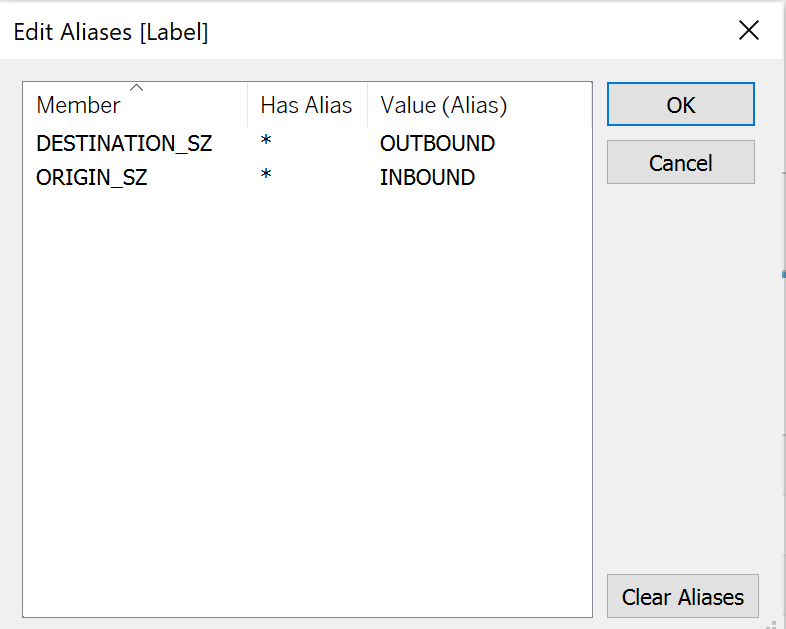 Edit Aliases [Label]
Member Has Alias Value (Alias)
DESTINATION_SZ * OUTBOUND
ORIGIN_SZ * INBOUND
OK
Cancel
Clear Aliases